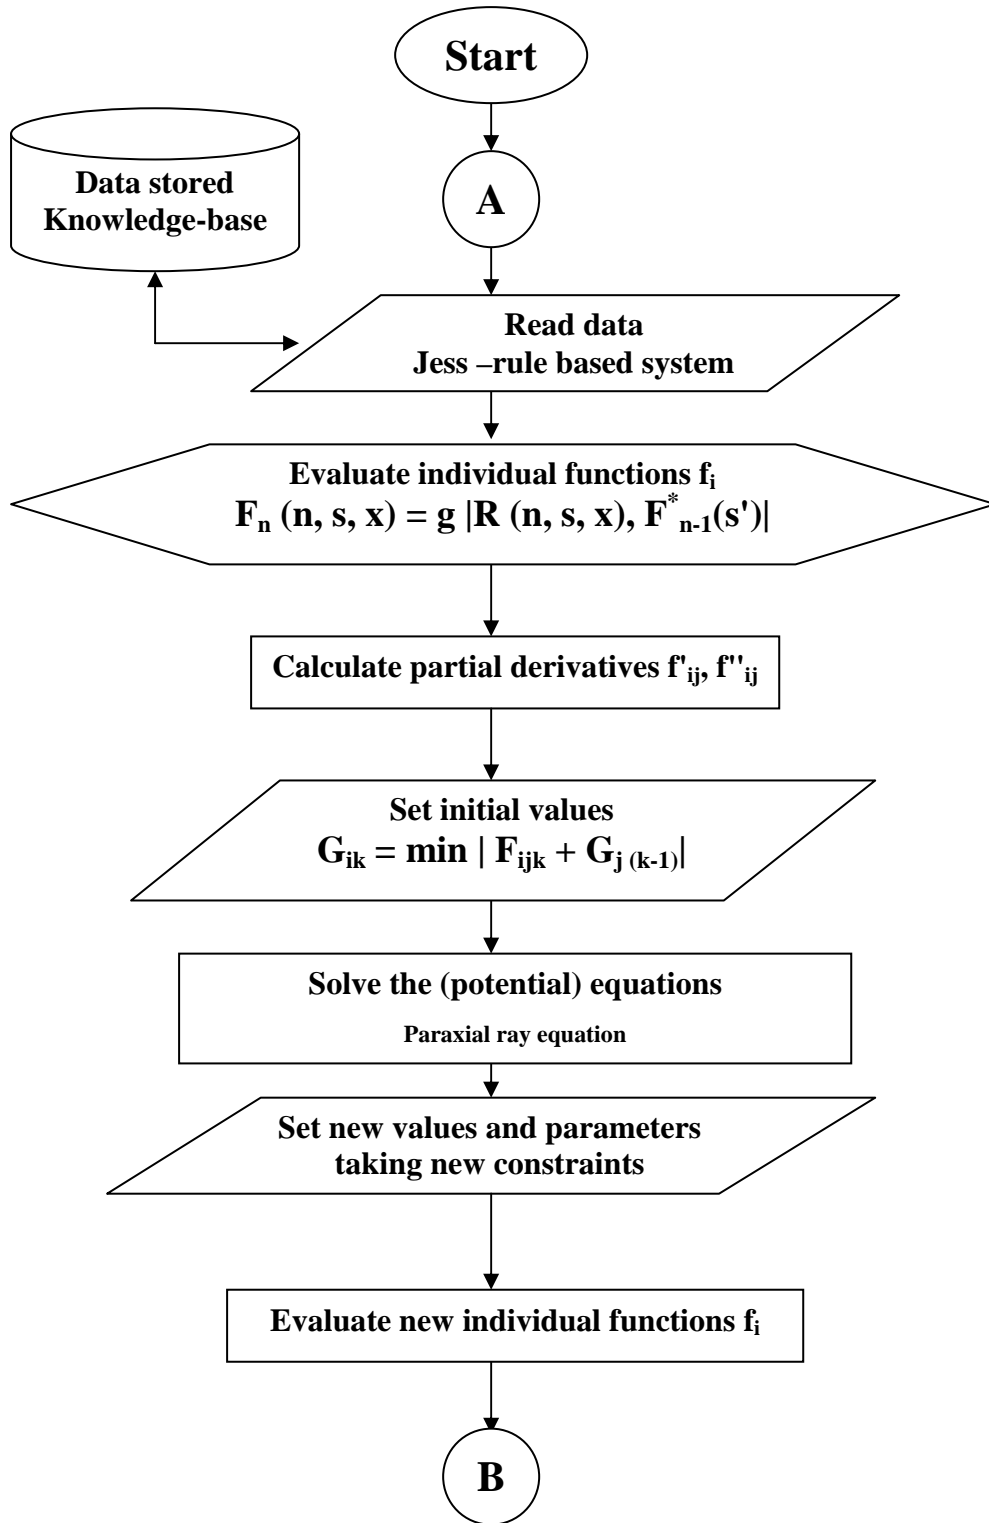 Start
A
Data stored
Knowledge-base
Read data
Jess –rule based system
Evaluate individual functions fᵢ
Fₙ (n, s, x) = g |R (n, s, x), F*ₙ₋₁(s')|
Calculate partial derivatives f'ᵢⱼ, f''ᵢⱼ
Set initial values
Gᵢₖ = min | Fᵢⱼₖ + Gⱼ ₍ₖ₋₁₎|
Solve the (potential) equations
Paraxial ray equation
Set new values and parameters
taking new constraints
Evaluate new individual functions fᵢ
B